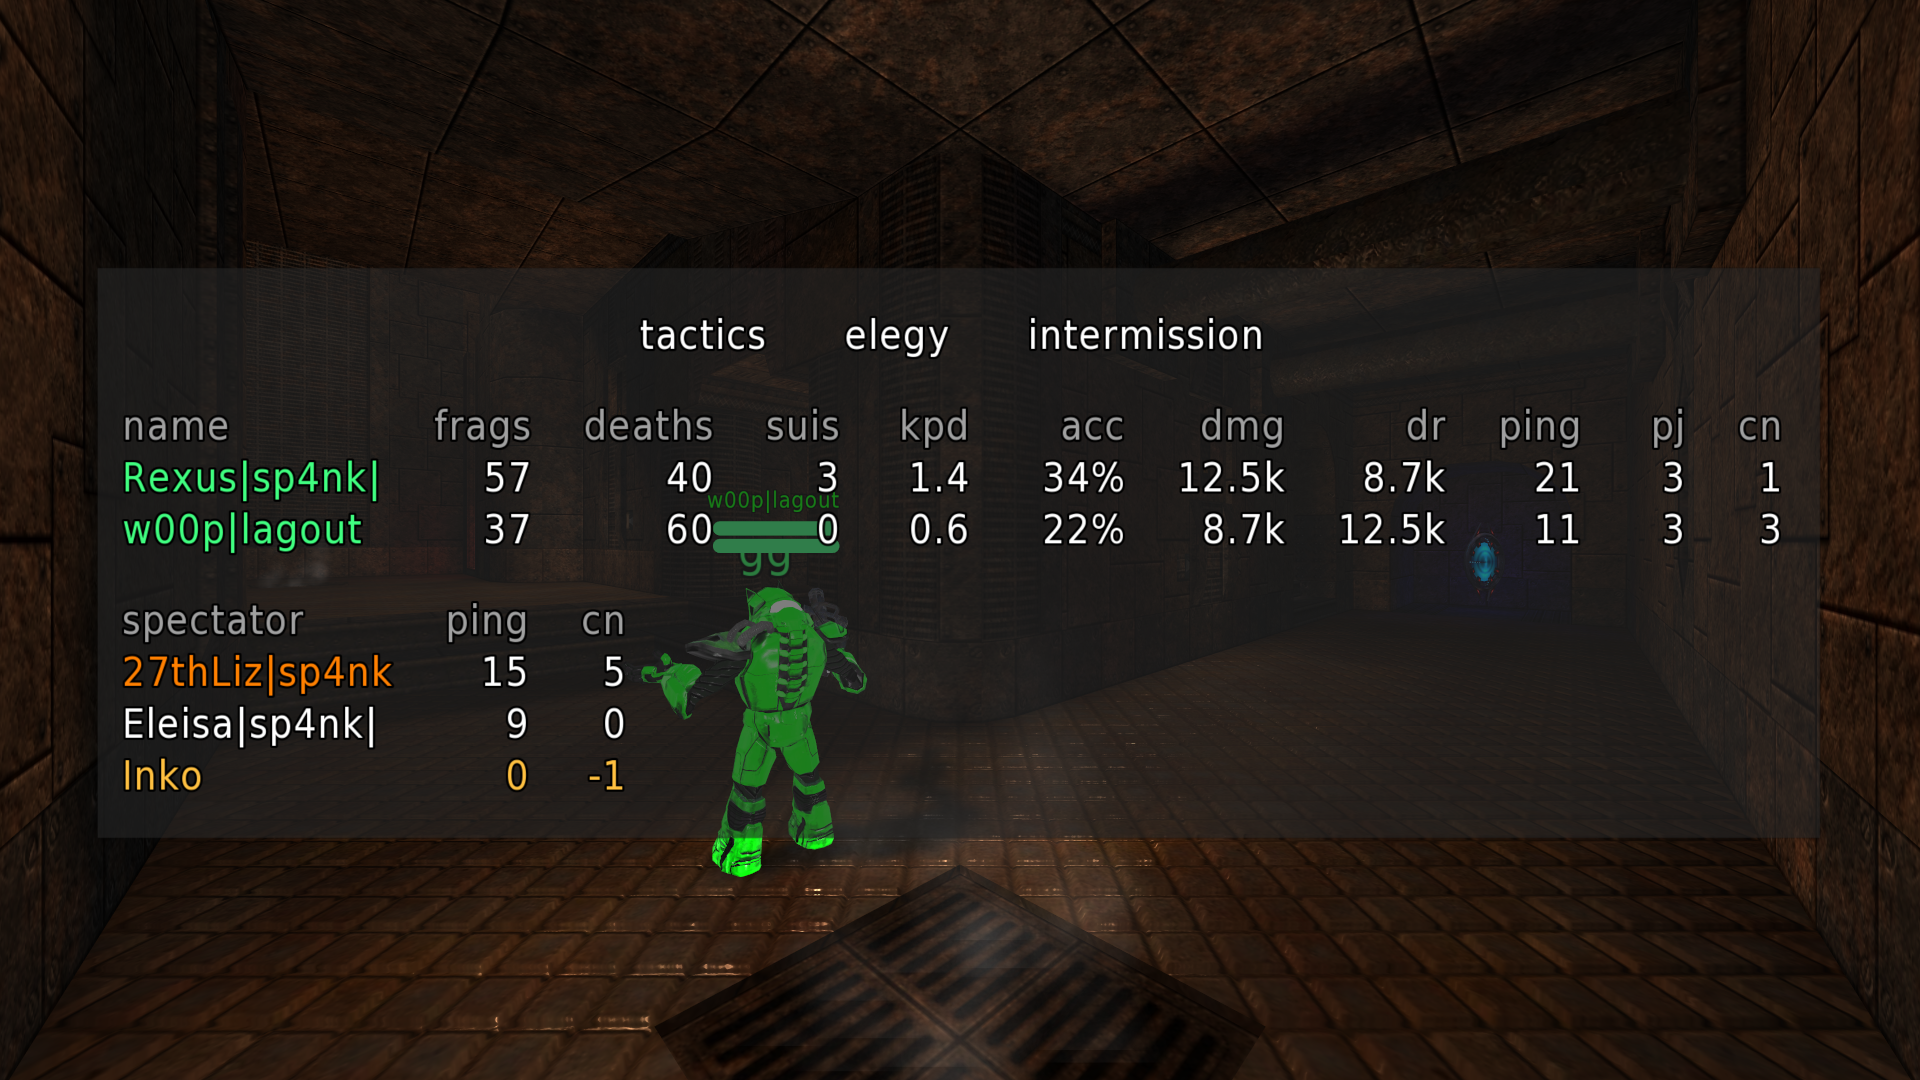 tactics elegy intermission
name frags deaths suis kpd acc dmg dr ping pj cn
Rexus|sp4nk| 57 40 3 1.4 34% 12.5k 8.7k 21 3 1
w00p|lagout
w00p|lagout 37 60 0 0.6 22% 8.7k 12.5k 11 3 3
gg
spectator ping cn
27thLiz|sp4nk 15 5
Eleisa|sp4nk| 9 0
Inko 0 -1